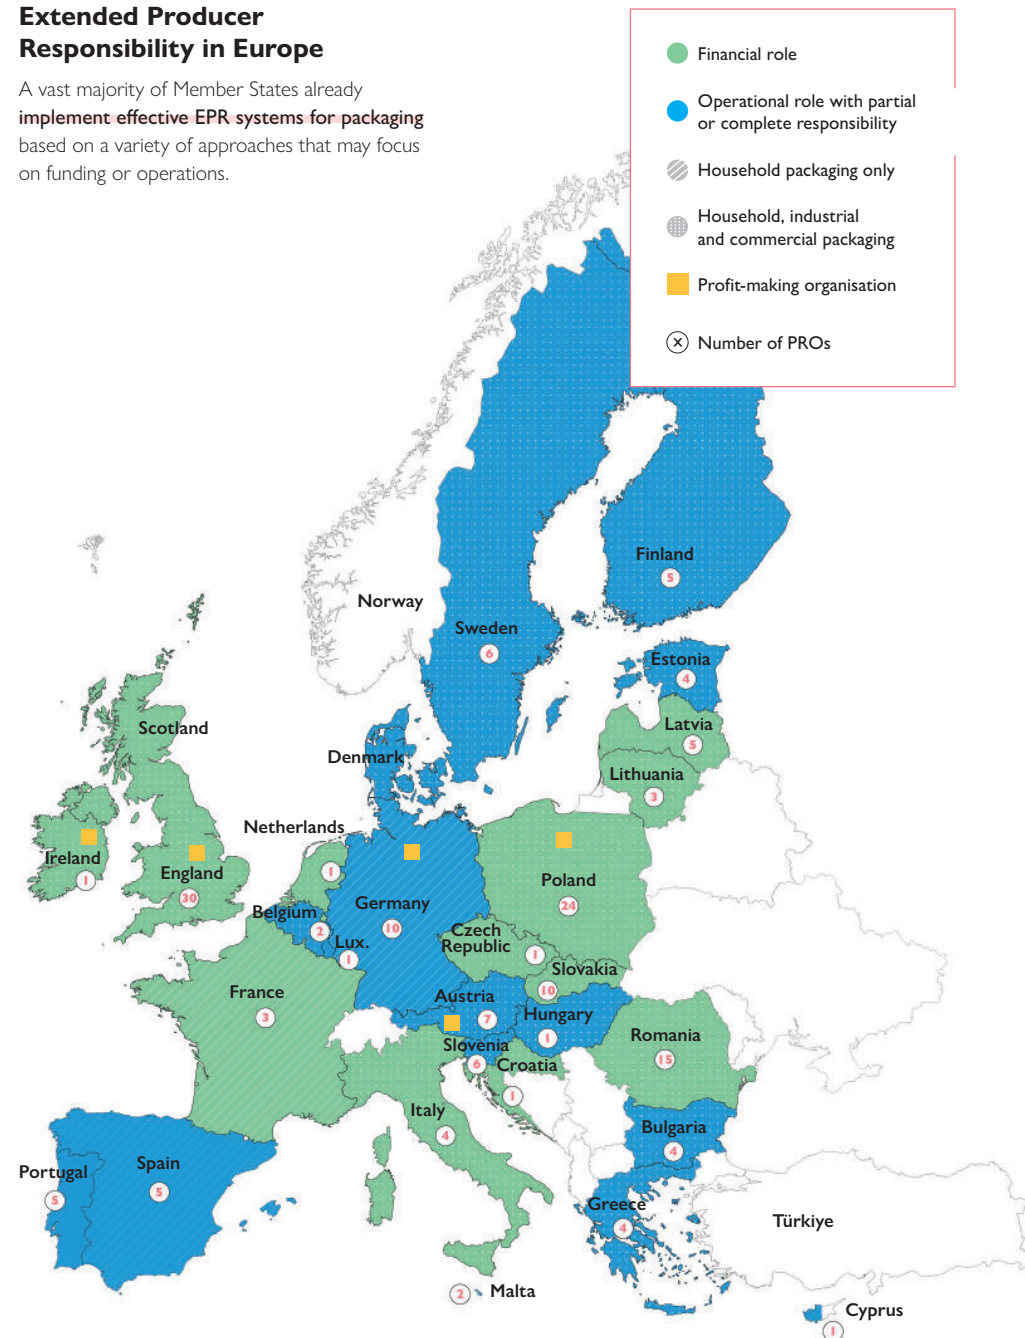 Extended Producer
Responsibility in Europe
A vast majority of Member States already
implement effective EPR systems for packaging
based on a variety of approaches that may focus
on funding or operations.
Financial role
Operational role with partial
or complete responsibility
Household packaging only
Household, industrial
and commercial packaging
Profit-making organisation
x Number of PROs
Finland
5
Norway
Sweden
6
Estonia
4
Scotland
Latvia
5
Denmark
Lithuania
3
Netherlands
1
Ireland
1
England
30
Poland
24
Belgium
2
Germany
10
Lux.
1
Czech
Republic
1
Slovakia
10
France
3
Austria
7
Hungary
1
Romania
15
Slovenia
6
Croatia
1
Italy
4
Bulgaria
4
Portugal
5
Spain
5
Greece
4
Türkiye
2 Malta
Cyprus
1